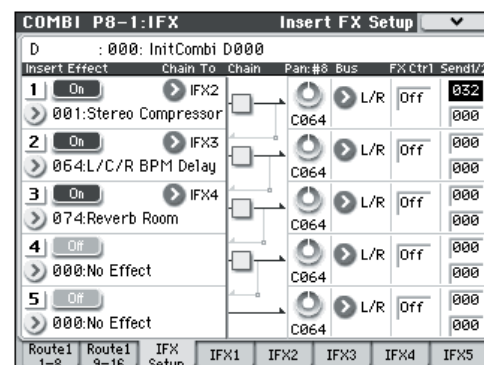 COMBI P8-1:IFX Insert FX Setup
D : 000: InitCombi D000
Insert Effect Chain To Chain Pan:#8 Bus FX Ctrl Send1/2
1 On IFX2 L/R Off 032
001:Stereo Compressor C064 000
2 On IFX3 L/R Off 000
064:L/C/R BPM Delay C064 000
3 On IFX4 L/R Off 000
074:Reverb Room C064 000
4 Off L/R Off 000
000:No Effect C064 000
5 Off L/R Off 000
000:No Effect C064 000
Route1 1-8 Route1 9-16 IFX Setup IFX1 IFX2 IFX3 IFX4 IFX5